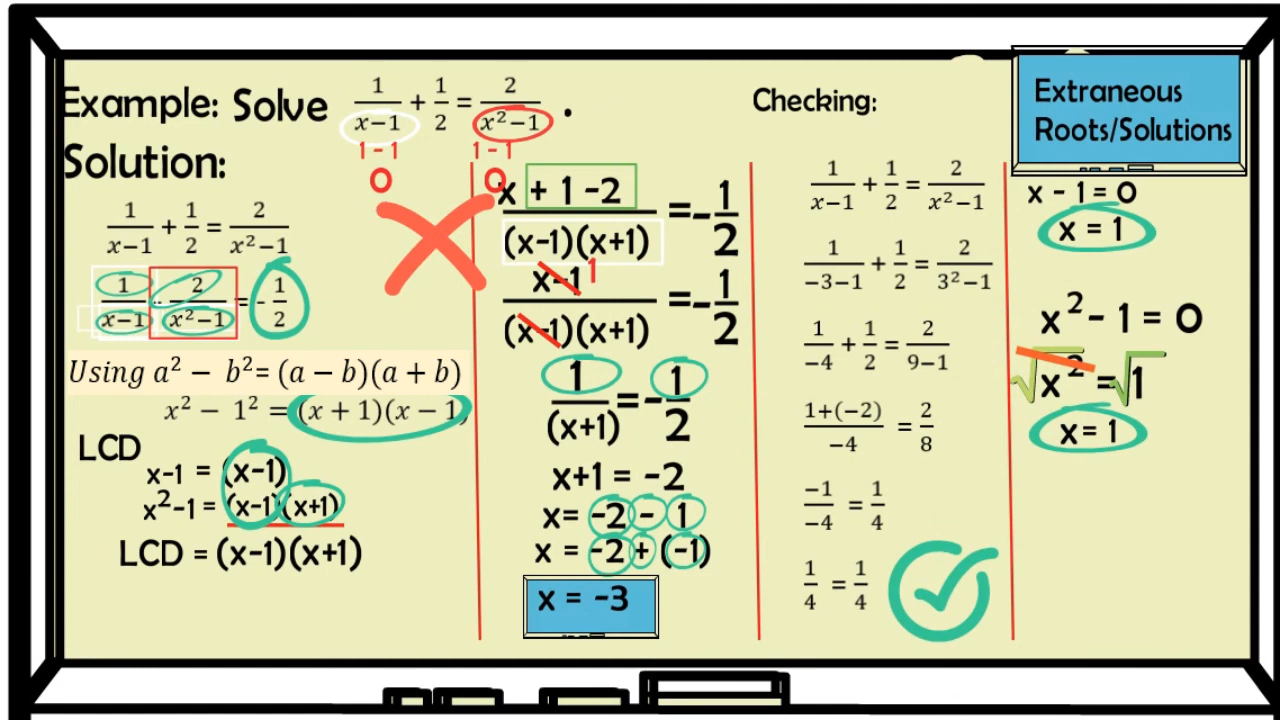 Example: Solve 1/(x−1) + 1/2 = 2/(x²−1) .
1 - 1 1 - 1
0 0
Solution:
1/(x−1) + 1/2 = 2/(x²−1)
1/(x−1) - 2/(x²−1) = - 1/2
Using a² − b²= (a − b)(a + b)
x² − 1² = (x + 1)(x − 1)
LCD
x-1 = (x-1)
x²-1 = (x-1)(x+1)
LCD = (x-1)(x+1)
(x + 1 -2)/((x-1)(x+1)) = - 1/2
(x-1)/((x-1)(x+1)) = - 1/2
1
1/(x+1) = - 1/2
x+1 = -2
x= -2 - 1
x = -2 + (-1)
x = -3
Checking:
1/(x−1) + 1/2 = 2/(x²−1)
1/(−3−1) + 1/2 = 2/(3²−1)
1/(−4) + 1/2 = 2/(9−1)
(1+(−2))/(−4) = 2/8
−1/−4 = 1/4
1/4 = 1/4
Extraneous
Roots/Solutions
x - 1 = 0
x = 1
x² - 1 = 0
√x² = √1
x= 1